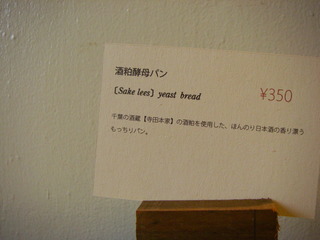 酒粕酵母パン
〔Sake lees〕yeast bread
¥350
千葉の酒蔵【寺田本家】の酒粕を使用した、ほんのり日本酒の香り漂う
もっちりパン。